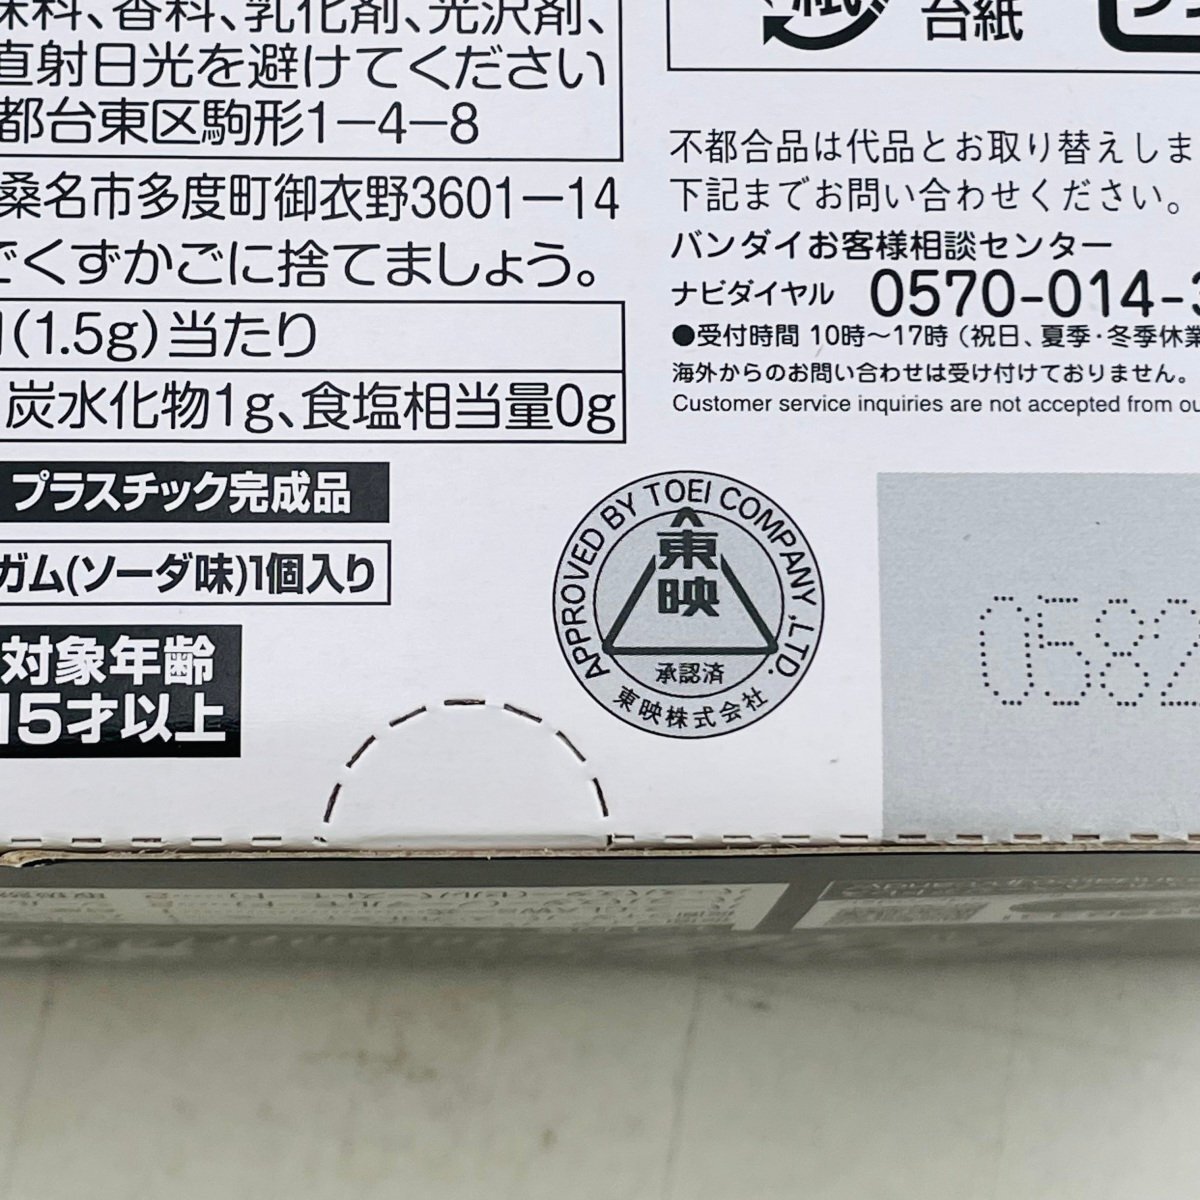 味料、香料、乳化剤、光沢剤、
直射日光を避けてください
都台東区駒形1-4-8
桑名市多度町御衣野3601-14
ごくずかごに捨てましょう。
(1.5g)当たり
炭水化物1g、食塩相当量0g
プラスチック完成品
ガム(ソーダ味)1個入り
対象年齢
15才以上
台紙
不都合品は代品とお取り替えしま
下記までお問い合わせください。
バンダイお客様相談センター
ナビダイヤル 0570-014-3
●受付時間 10時〜17時(祝日、夏季・冬季休業
海外からのお問い合わせは受け付けておりません。
Customer service inquiries are not accepted from ou
APPROVED BY TOEI COMPANY,LTD.
東映
承認済
東映株式会社
0582